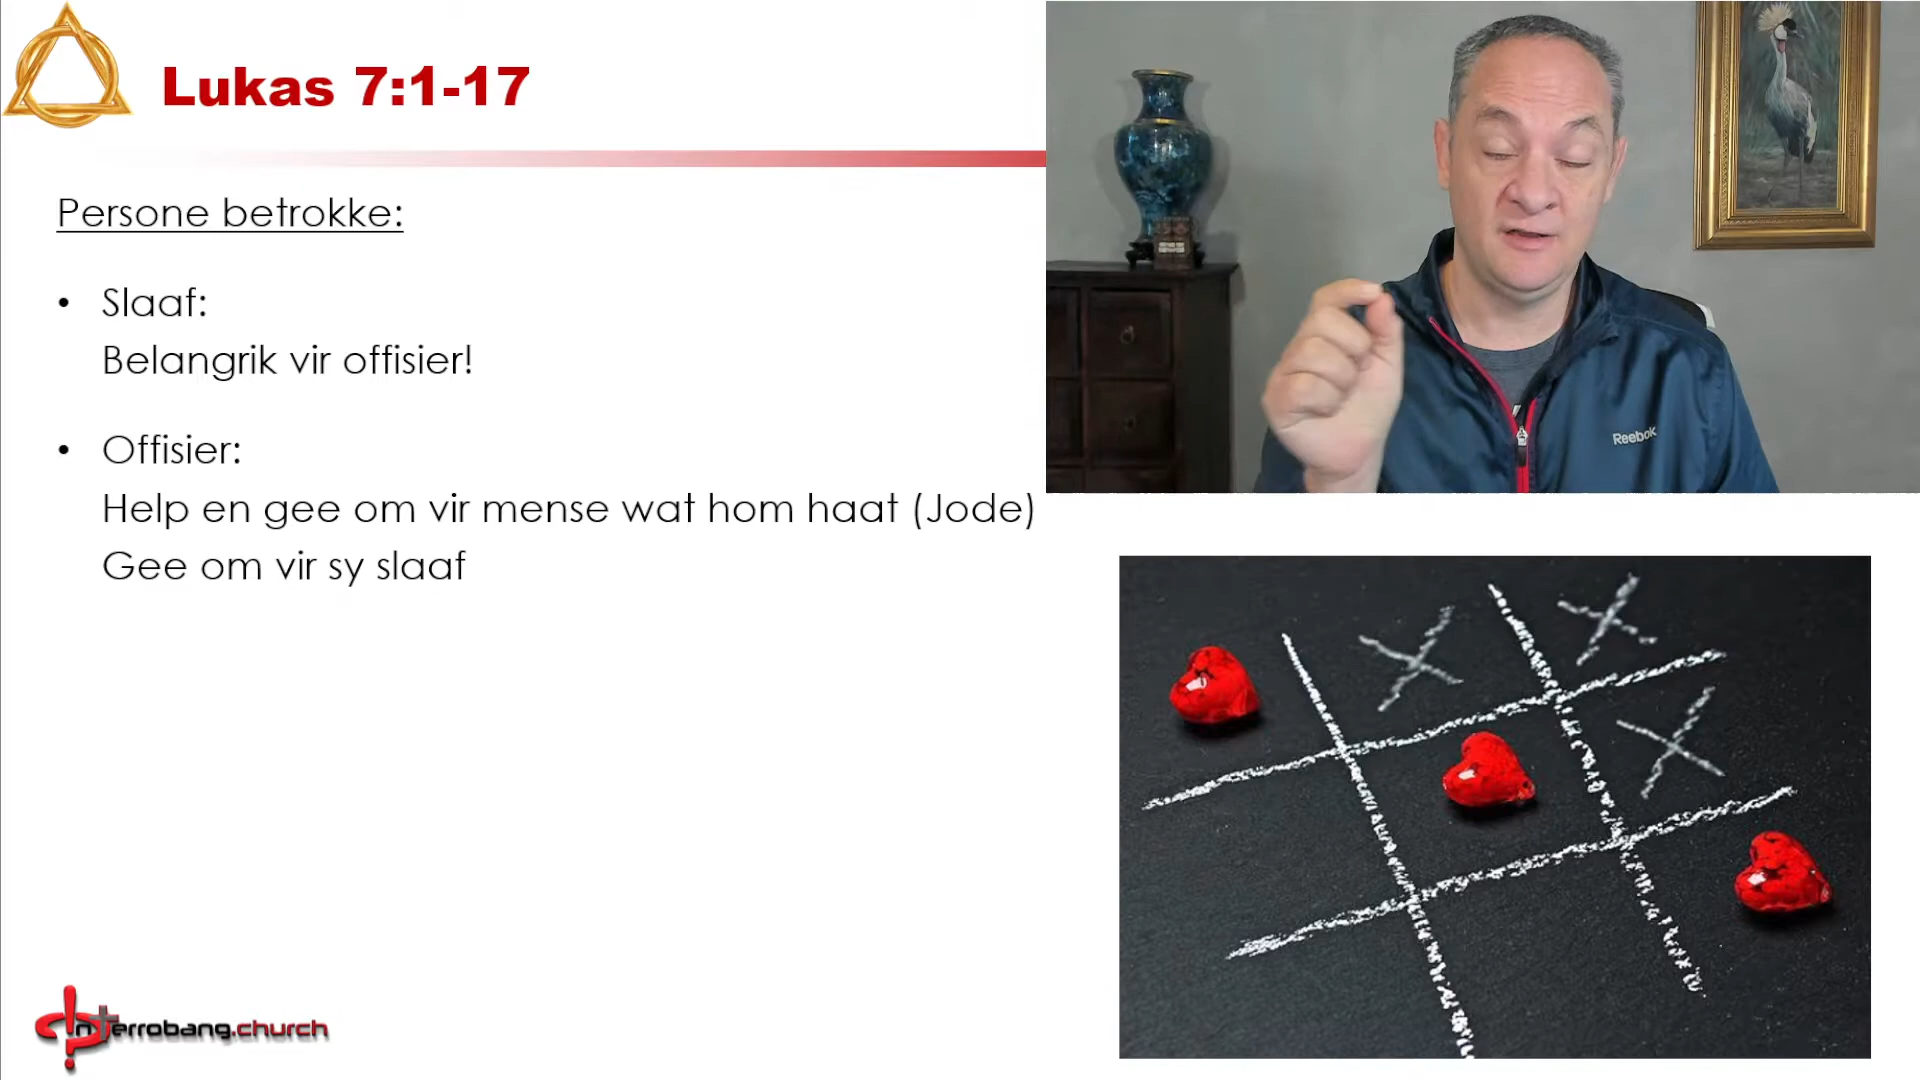 Lukas 7:1-17
Persone betrokke:
• Slaaf:
Belangrik vir offisier!
• Offisier:
Help en gee om vir mense wat hom haat (Jode)
Gee om vir sy slaaf
Reebok
interrobang.church